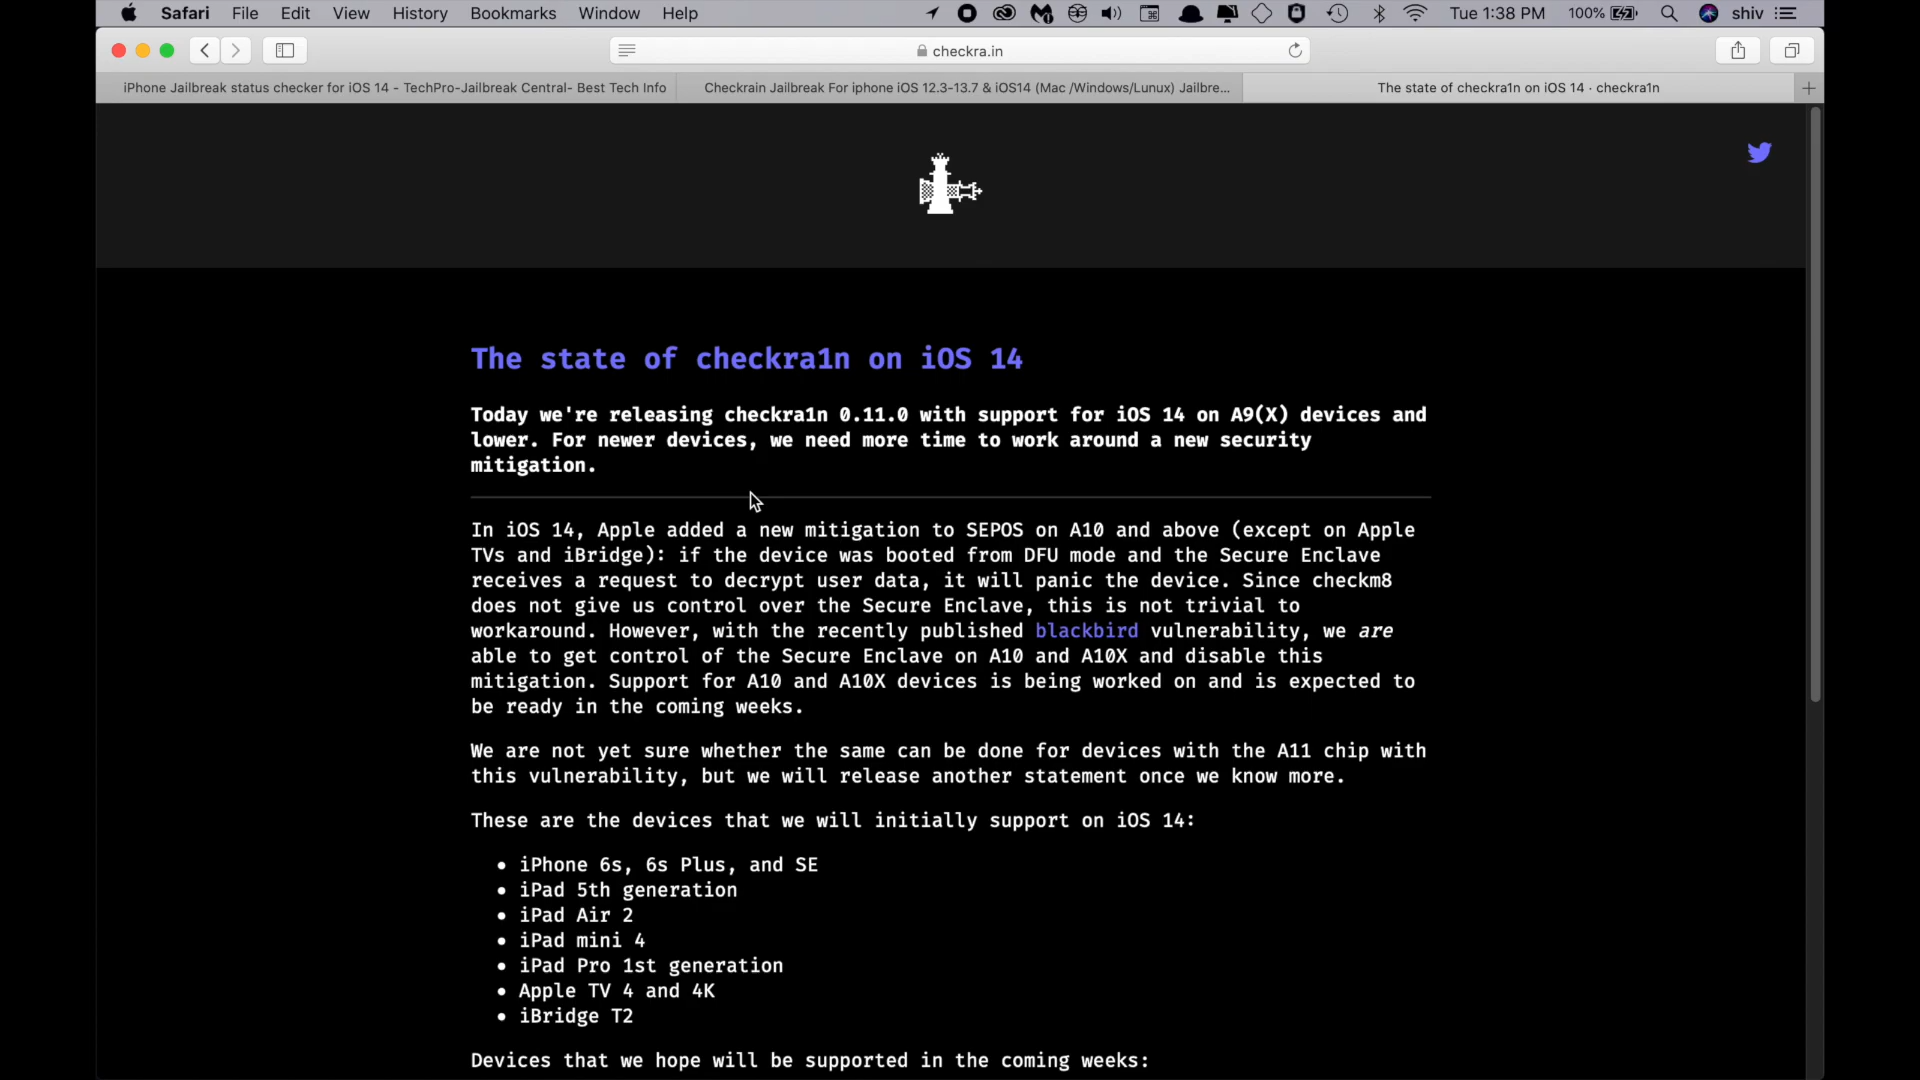 Safari File Edit View History Bookmarks Window Help Tue 1:38 PM 100% shiv
checkra.in
iPhone Jailbreak status checker for iOS 14 - TechPro-Jailbreak Central- Best Tech Info
Checkrain Jailbreak For iphone iOS 12.3-13.7 & iOS14 (Mac /Windows/Lunux) Jailbre...
The state of checkra1n on iOS 14 · checkra1n
The state of checkra1n on iOS 14
Today we're releasing checkra1n 0.11.0 with support for iOS 14 on A9(X) devices and
lower. For newer devices, we need more time to work around a new security
mitigation.
In iOS 14, Apple added a new mitigation to SEPOS on A10 and above (except on Apple
TVs and iBridge): if the device was booted from DFU mode and the Secure Enclave
receives a request to decrypt user data, it will panic the device. Since checkm8
does not give us control over the Secure Enclave, this is not trivial to
workaround. However, with the recently published blackbird vulnerability, we are
able to get control of the Secure Enclave on A10 and A10X and disable this
mitigation. Support for A10 and A10X devices is being worked on and is expected to
be ready in the coming weeks.
We are not yet sure whether the same can be done for devices with the A11 chip with
this vulnerability, but we will release another statement once we know more.
These are the devices that we will initially support on iOS 14:
• iPhone 6s, 6s Plus, and SE
• iPad 5th generation
• iPad Air 2
• iPad mini 4
• iPad Pro 1st generation
• Apple TV 4 and 4K
• iBridge T2
Devices that we hope will be supported in the coming weeks: